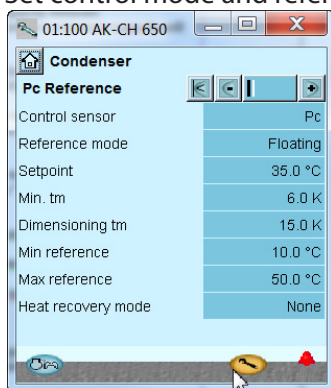 Set control mode and refer
01:100 AK-CH 650
Condenser
Pc Reference
Control sensor Pc
Reference mode Floating
Setpoint 35.0 °C
Min. tm 6.0 K
Dimensioning tm 15.0 K
Min reference 10.0 °C
Max reference 50.0 °C
Heat recovery mode None